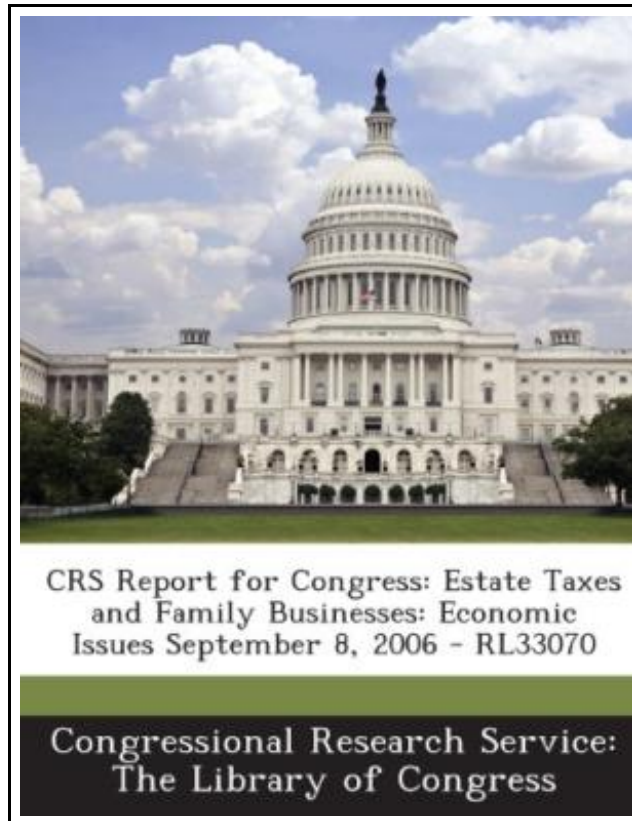 CRS Report for Congress: Estate Taxes
and Family Businesses: Economic
Issues September 8, 2006 - RL33070
Congressional Research Service:
The Library of Congress